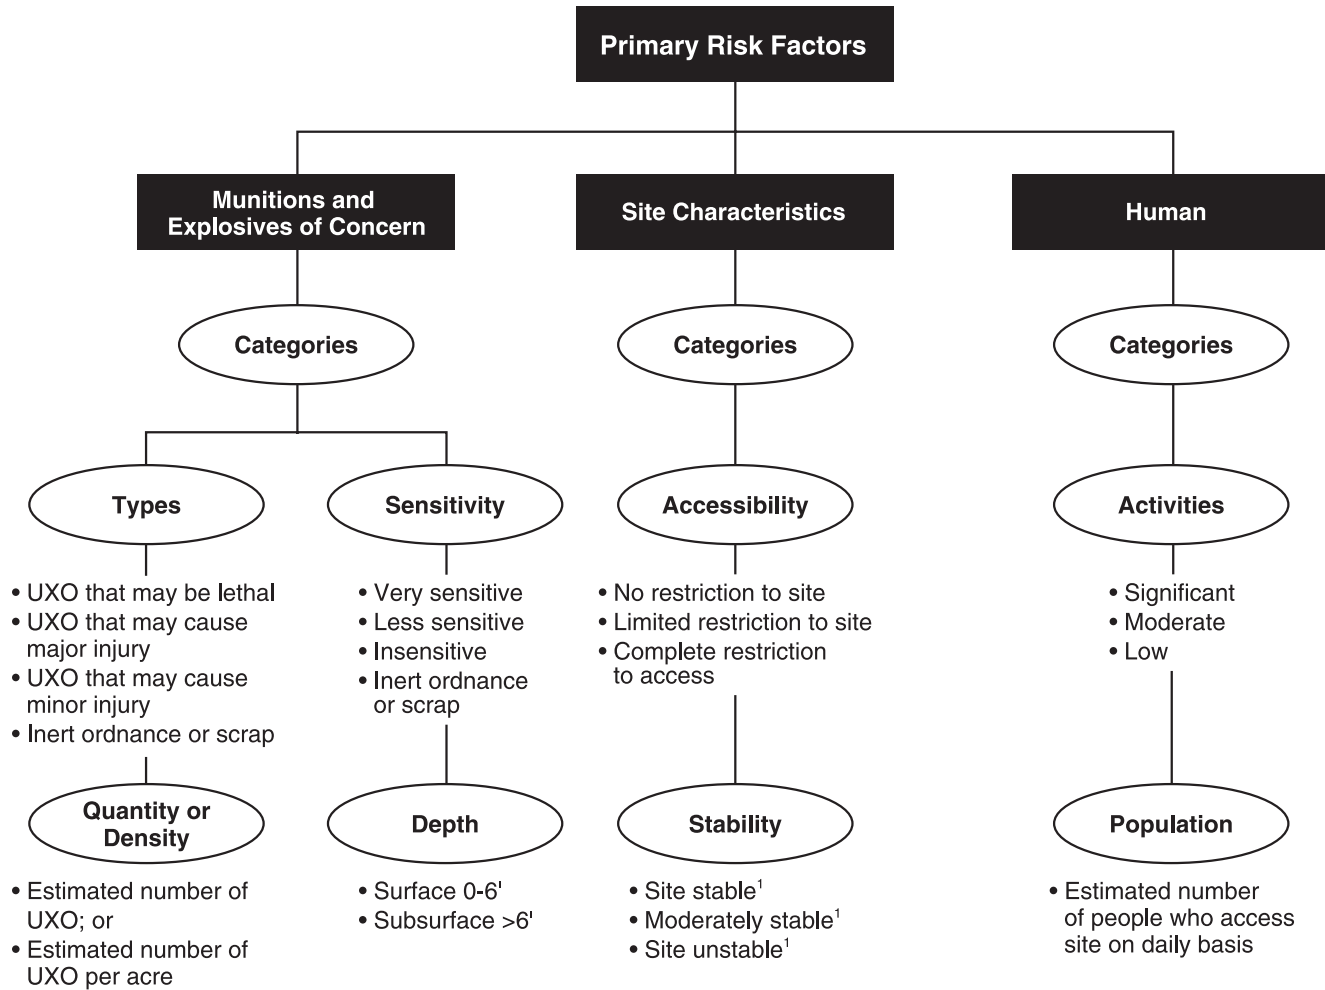 Primary Risk Factors
Munitions and
Explosives of Concern
Site Characteristics
Human
Categories
Categories
Categories
Types
Sensitivity
Accessibility
Activities
• UXO that may be lethal
• UXO that may cause
major injury
• UXO that may cause
minor injury
• Inert ordnance or scrap
• Very sensitive
• Less sensitive
• Insensitive
• Inert ordnance
or scrap
• No restriction to site
• Limited restriction to site
• Complete restriction
to access
• Significant
• Moderate
• Low
Quantity or
Density
Depth
Stability
Population
• Estimated number of
UXO; or
• Estimated number of
UXO per acre
• Surface 0-6'
• Subsurface >6'
• Site stable¹
• Moderately stable¹
• Site unstable¹
• Estimated number
of people who access
site on daily basis